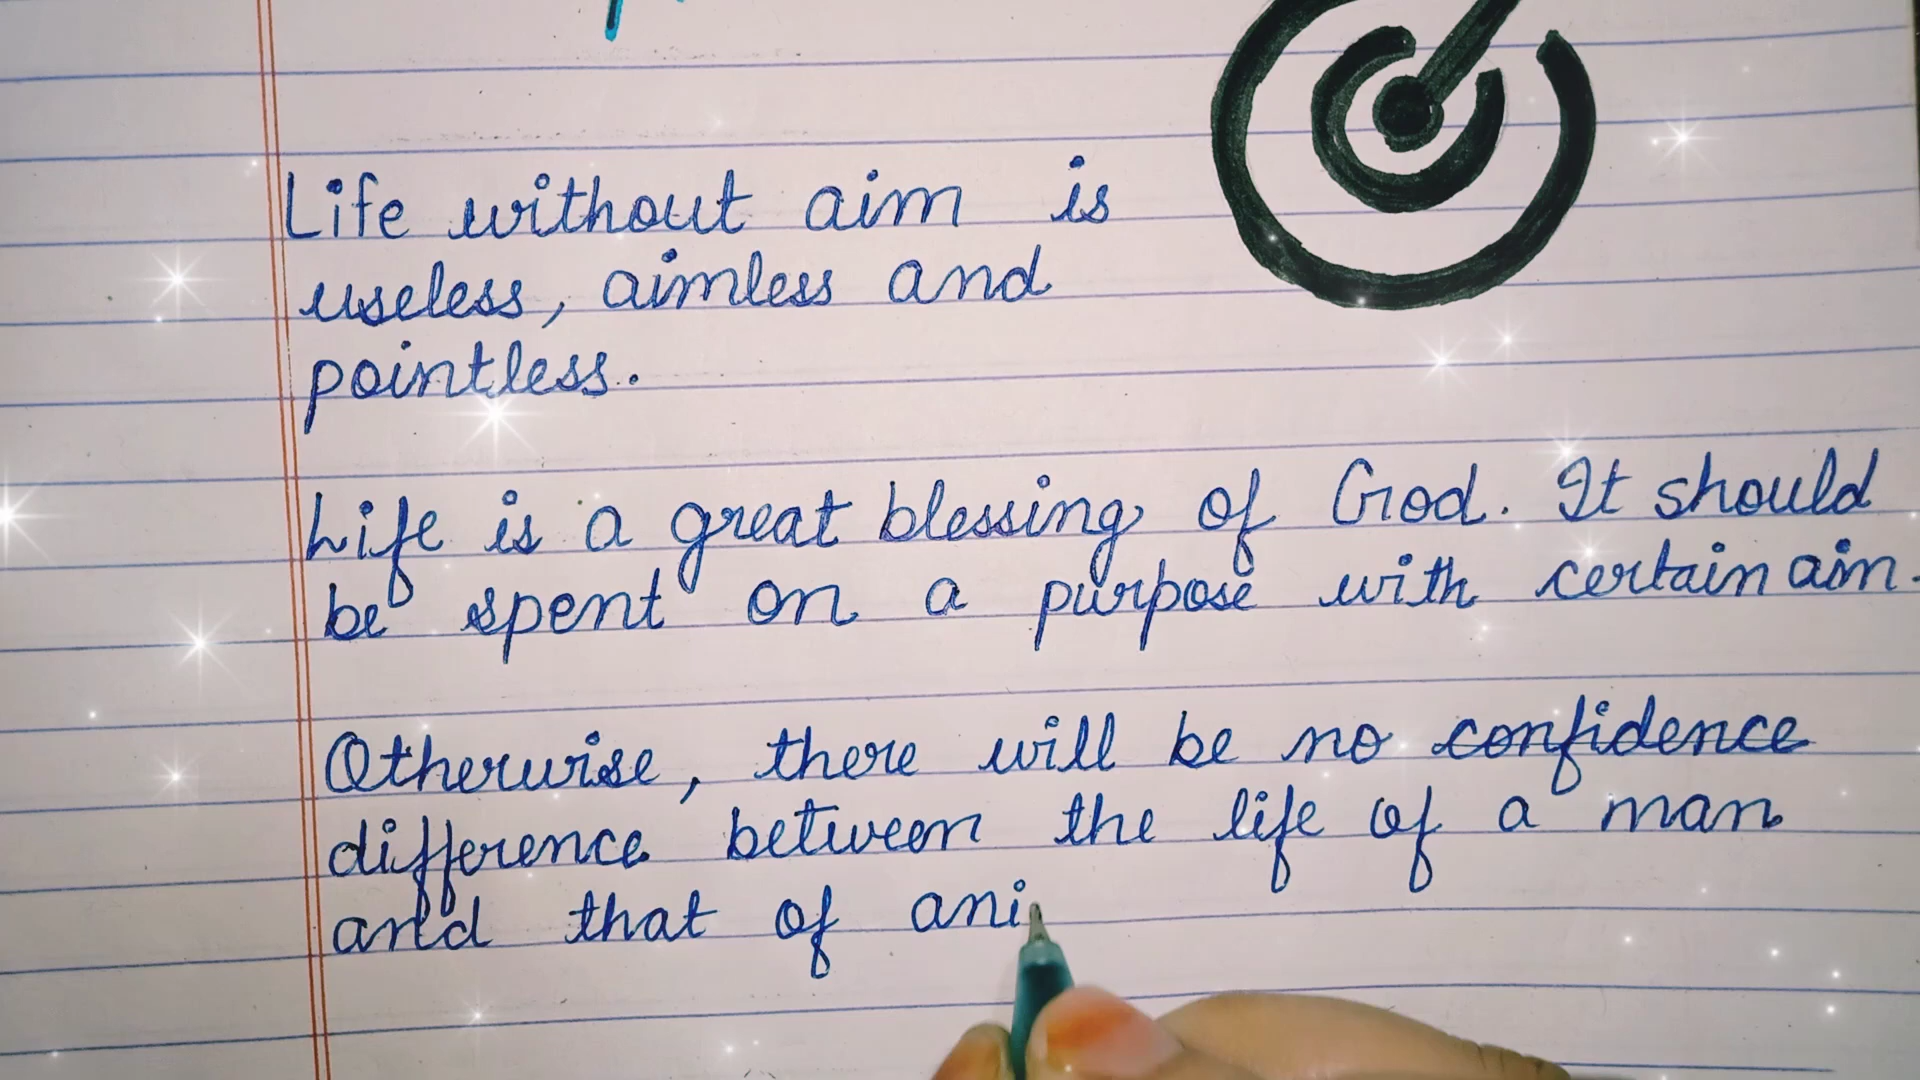 Life without aim is
useless, aimless and
pointless.
Life is a great blessing of God. It should
be spent on a purpose with certain aim.
Otherwise, there will be no confidence
difference between the life of a man
and that of ani